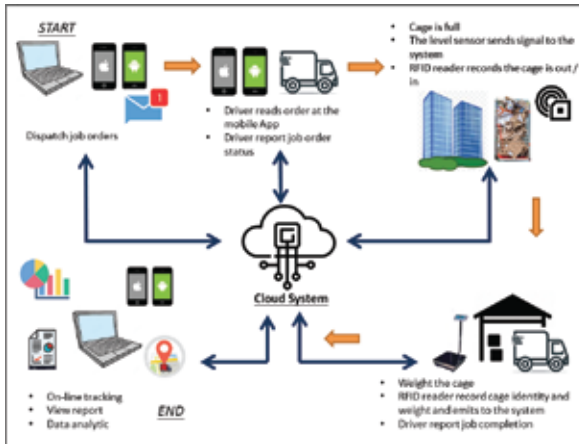 START
1
Dispatch job orders
• Driver reads order at the
mobile App
• Driver report job order
status
• Cage is full
• The level sensor sends signal to the
system
• RFID reader records the cage is out /
in
Cloud System
• On-line tracking
• View report
• Data analytic
END
• Weight the cage
• RFID reader record cage identity and
weight and emits to the system
• Driver report job completion